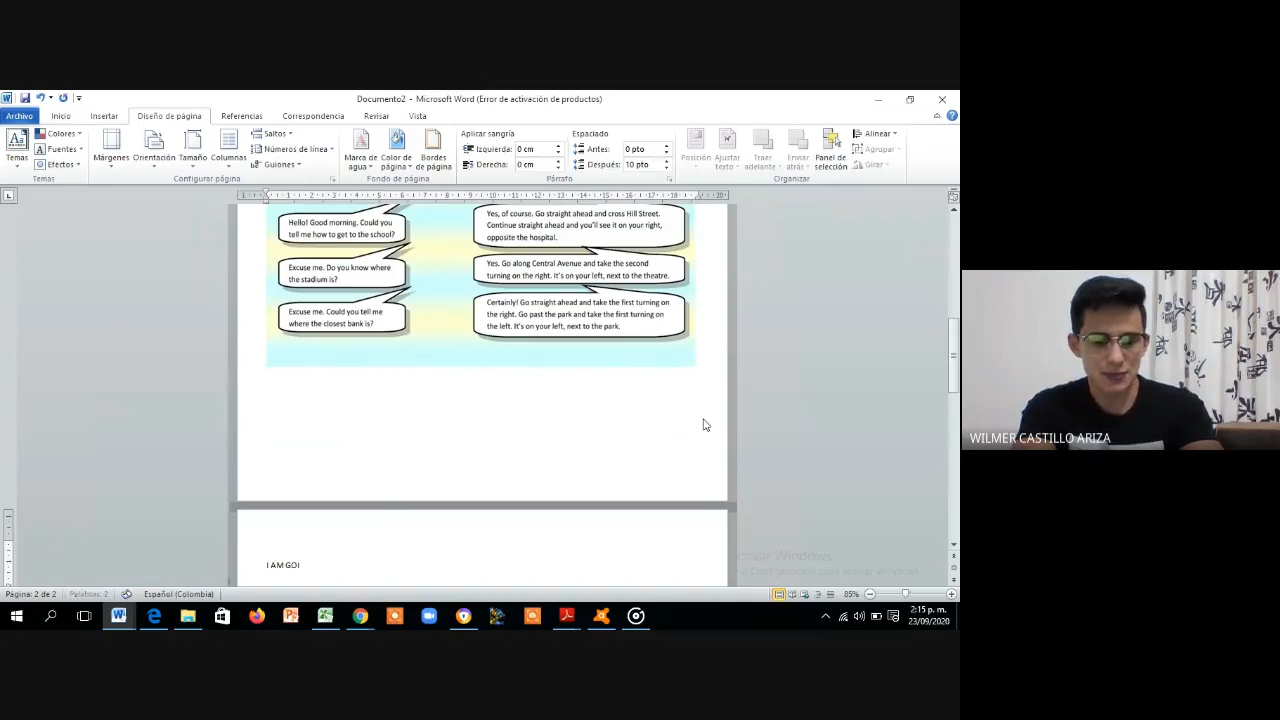 Documento2 - Microsoft Word (Error de activación de productos)
Archivo Inicio Insertar Diseño de página Referencias Correspondencia Revisar Vista
Temas
Colores
Fuentes
Efectos
Temas
Márgenes Orientación Tamaño Columnas
Saltos
Números de línea
Guiones
Configurar página
Marca de agua
Color de página
Bordes de página
Fondo de página
Aplicar sangría
Izquierda: 0 cm
Derecha: 0 cm
Espaciado
Antes: 0 pto
Después: 10 pto
Párrafo
Posición
Ajustar texto
Traer adelante
Enviar atrás
Panel de selección
Alinear
Agrupar
Girar
Organizar
Hello! Good morning. Could you
tell me how to get to the school?
Yes, of course. Go straight ahead and cross Hill Street.
Continue straight ahead and you'll see it on your right,
opposite the hospital.
Excuse me. Do you know where
the stadium is?
Yes. Go along Central Avenue and take the second
turning on the right. It's on your left, next to the theatre.
Excuse me. Could you tell me
where the closest bank is?
Certainly! Go straight ahead and take the first turning on
the right. Go past the park and take the first turning on
the left. It's on your left, next to the park.
I AM GOI
WILMER CASTILLO ARIZA
Página: 2 de 2 Palabras: 2 Español (Colombia) 85%
2:15 p. m.
23/09/2020